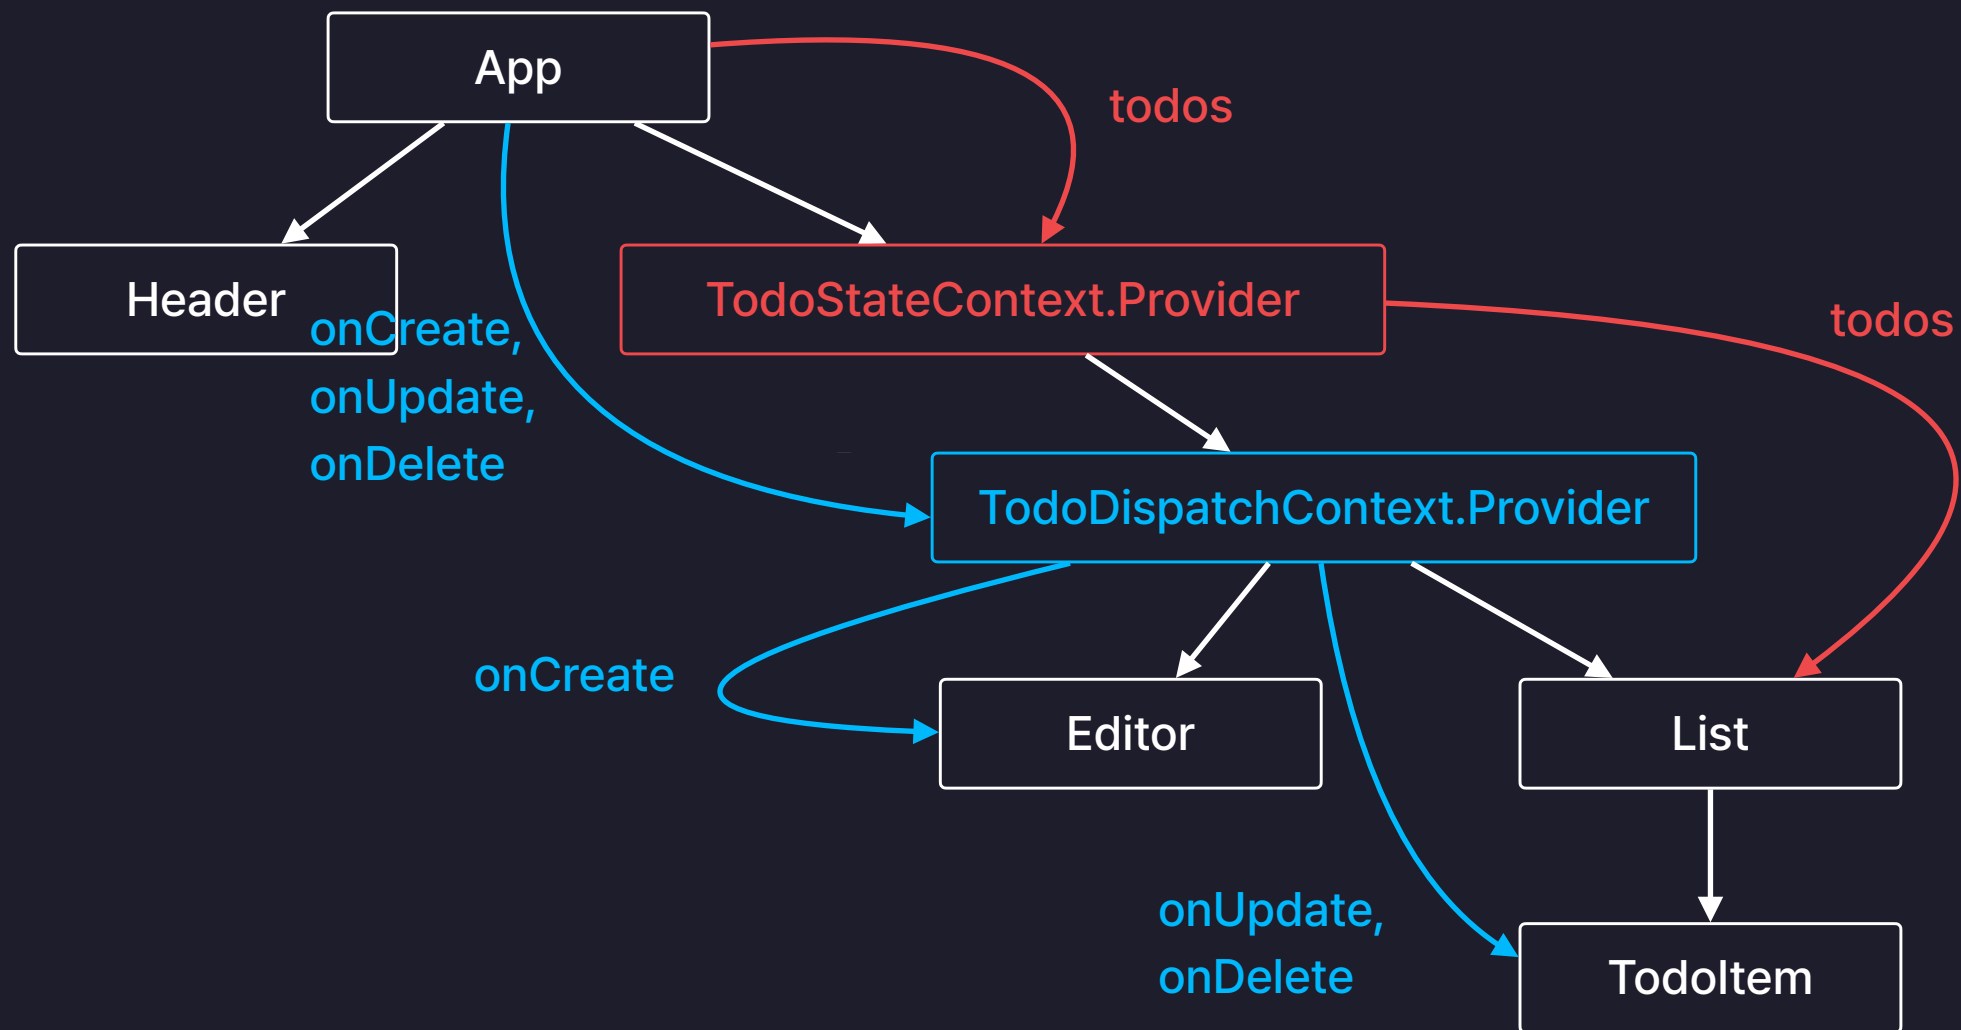 App
todos
Header
TodoStateContext.Provider
todos
onCreate,
onUpdate,
onDelete
TodoDispatchContext.Provider
onCreate
Editor
List
onUpdate,
onDelete
TodoItem